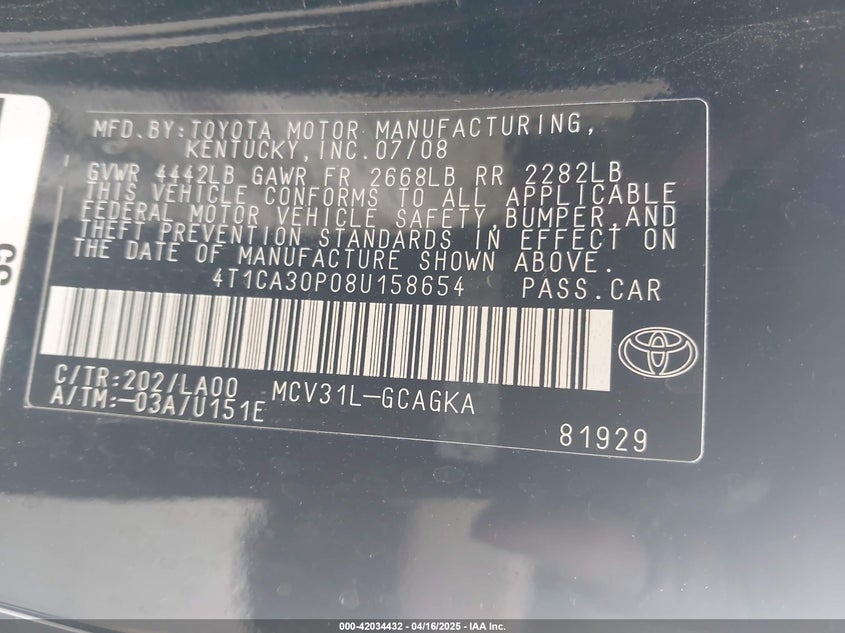 MFD.BY:TOYOTA MOTOR MANUFACTURING,
KENTUCKY,INC.07/08
GVWR 4442LB GAWR FR 2668LB RR 2282LB
THIS VEHICLE CONFORMS TO ALL APPLICABLE
FEDERAL MOTOR VEHICLE SAFETY,BUMPER,AND
THEFT PREVENTION STANDARDS IN EFFECT ON
THE DATE OF MANUFACTURE SHOWN ABOVE.
4T1CA30P08U158654 PASS.CAR
C/TR:202/LA00 MCV31L-GCAGKA
A/TM:-03A/U151E
81929
000-42034432 - 04/16/2025 - IAA Inc.